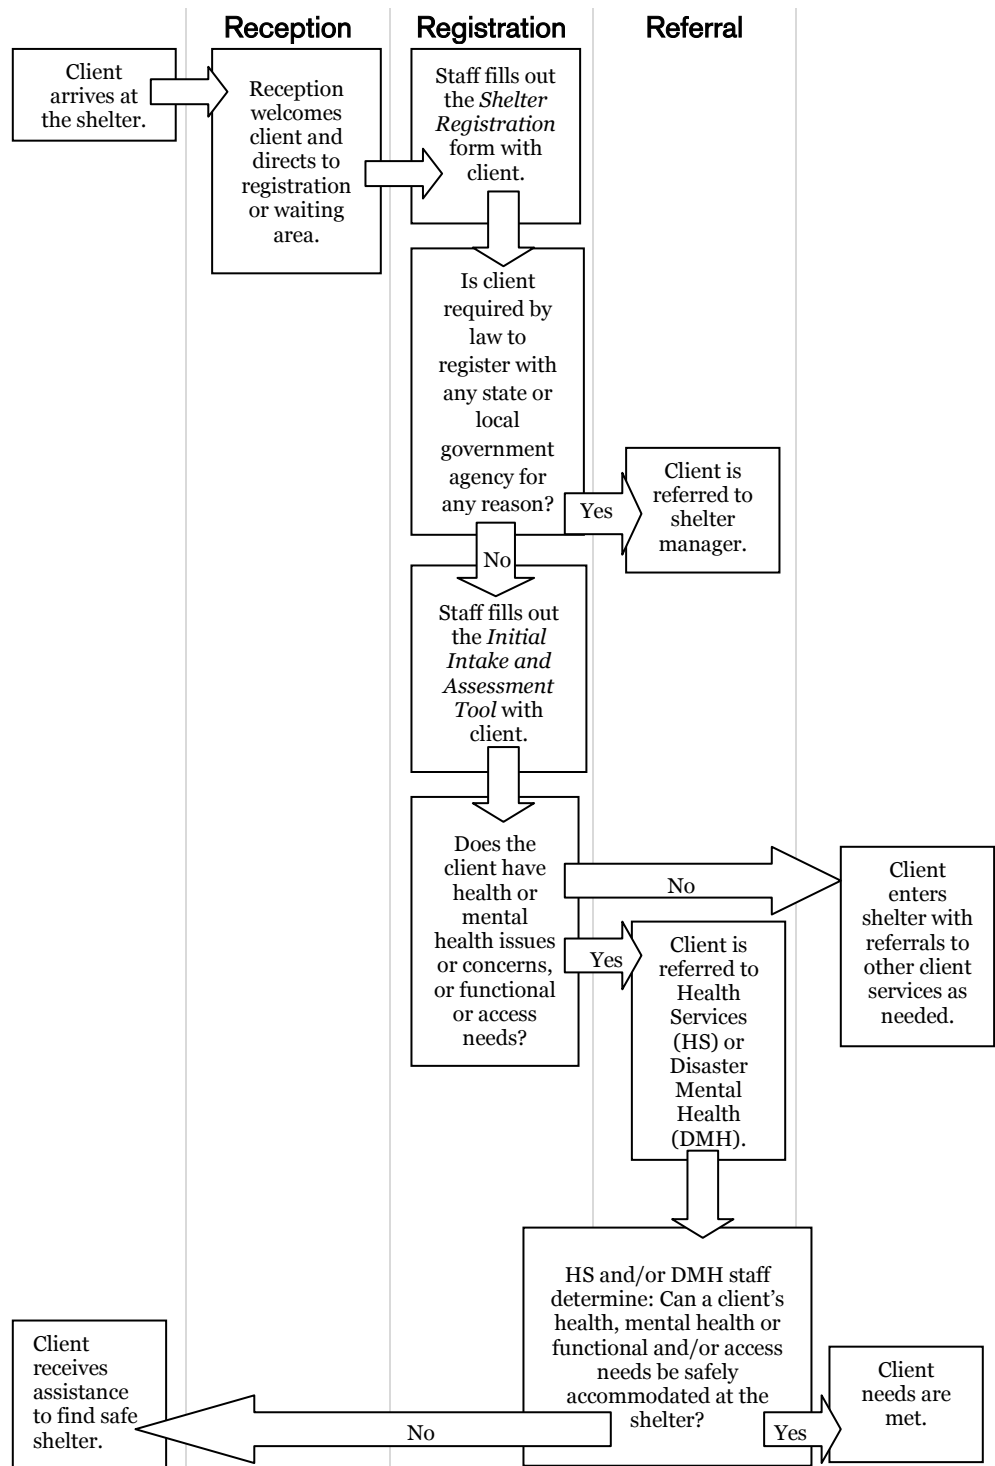 Reception
Registration
Referral
Client
arrives at
the shelter.
Reception
welcomes
client and
directs to
registration
or waiting
area.
Staff fills out
the Shelter
Registration
form with
client.
Is client
required by
law to
register with
any state or
local
government
agency for
any reason?
Yes
Client is
referred to
shelter
manager.
No
Staff fills out
the Initial
Intake and
Assessment
Tool with
client.
Does the
client have
health or
mental
health issues
or concerns,
or functional
or access
needs?
No
Client
enters
shelter with
referrals to
other client
services as
needed.
Yes
Client is
referred to
Health
Services
(HS) or
Disaster
Mental
Health
(DMH).
HS and/or DMH staff
determine: Can a client’s
health, mental health or
functional and/or access
needs be safely
accommodated at the
shelter?
No
Client
receives
assistance
to find safe
shelter.
Yes
Client
needs are
met.